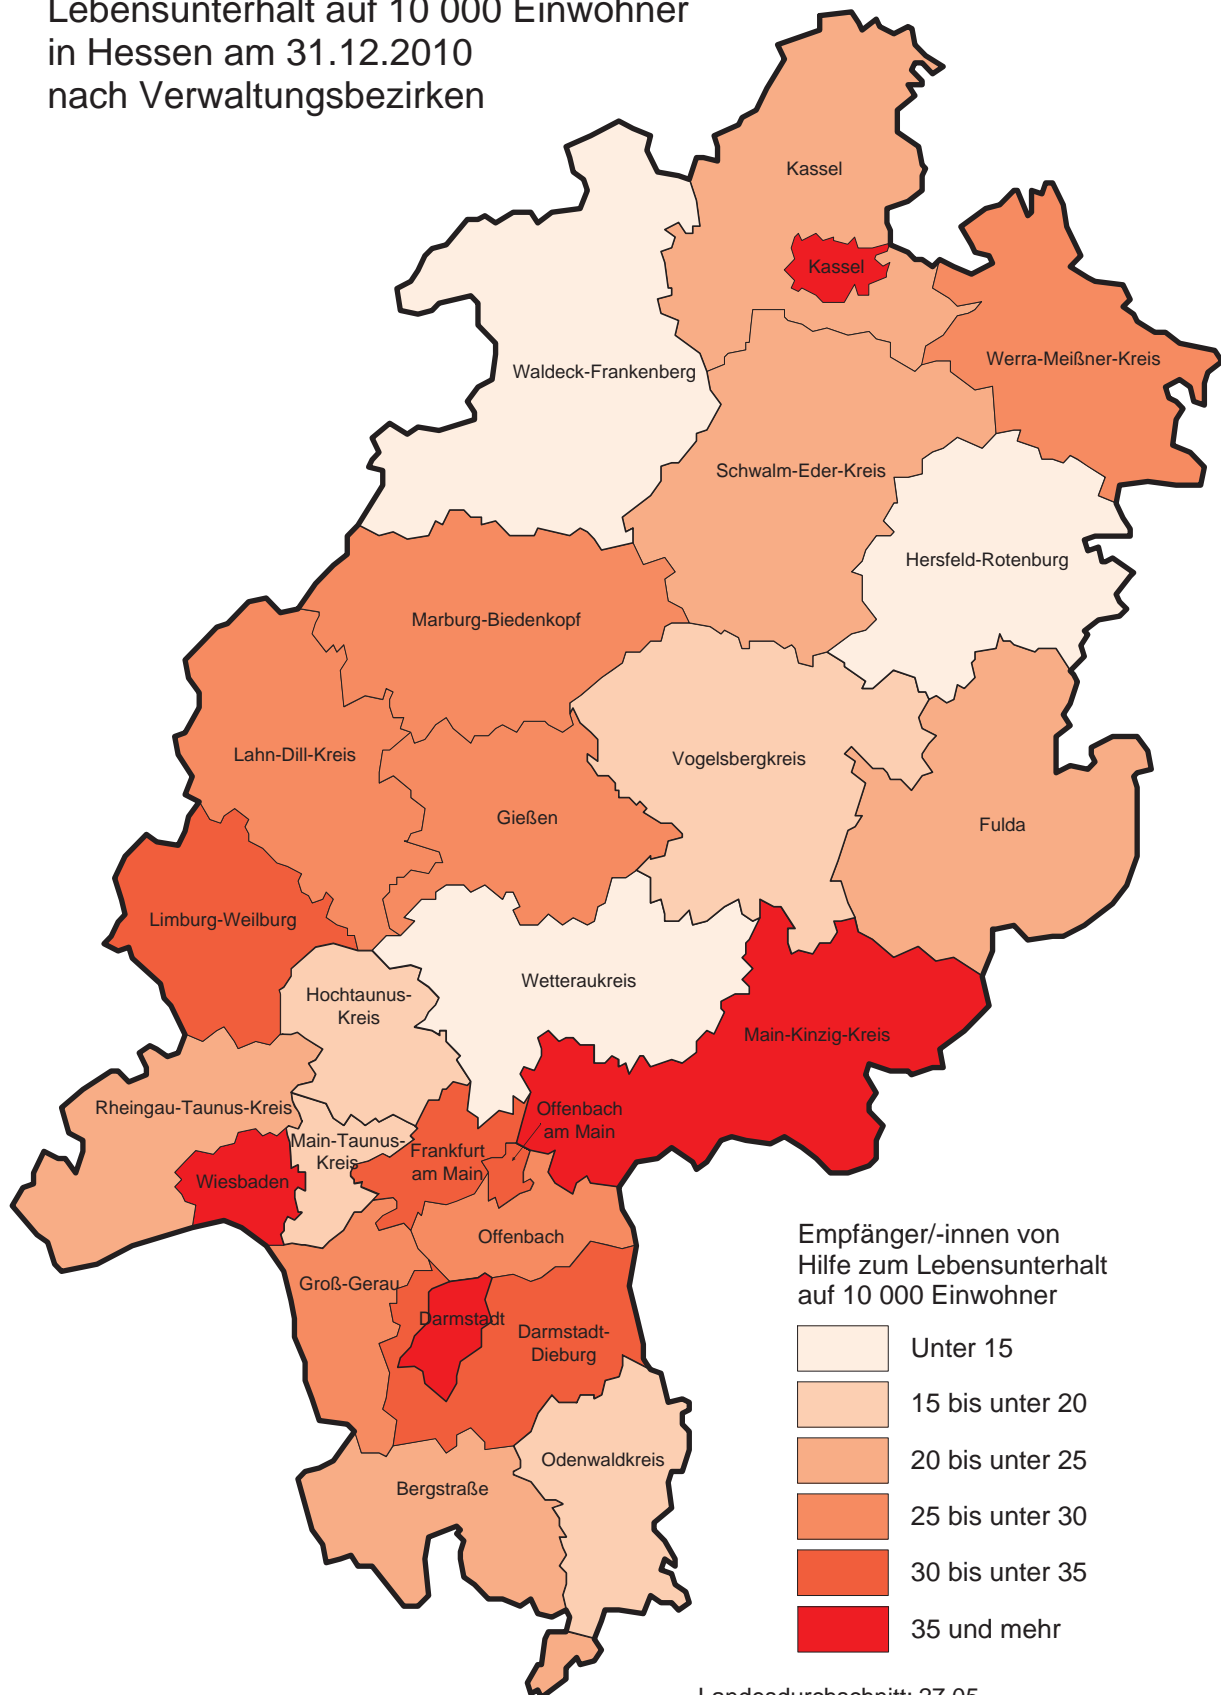 Lebensunterhalt auf 10 000 Einwohner
in Hessen am 31.12.2010
nach Verwaltungsbezirken
Kassel
Kassel
Werra-Meißner-Kreis
Waldeck-Frankenberg
Schwalm-Eder-Kreis
Hersfeld-Rotenburg
Marburg-Biedenkopf
Lahn-Dill-Kreis
Vogelsbergkreis
Gießen
Fulda
Limburg-Weilburg
Wetteraukreis
Hochtaunus-
Kreis
Main-Kinzig-Kreis
Rheingau-Taunus-Kreis
Offenbach
am Main
Main-Taunus-
Kreis
Frankfurt
am Main
Wiesbaden
Offenbach
Groß-Gerau
Darmstadt
Darmstadt-
Dieburg
Odenwaldkreis
Bergstraße
Empfänger/-innen von
Hilfe zum Lebensunterhalt
auf 10 000 Einwohner
Unter 15
15 bis unter 20
20 bis unter 25
25 bis unter 30
30 bis unter 35
35 und mehr
Landesdurchschnitt: 27,05